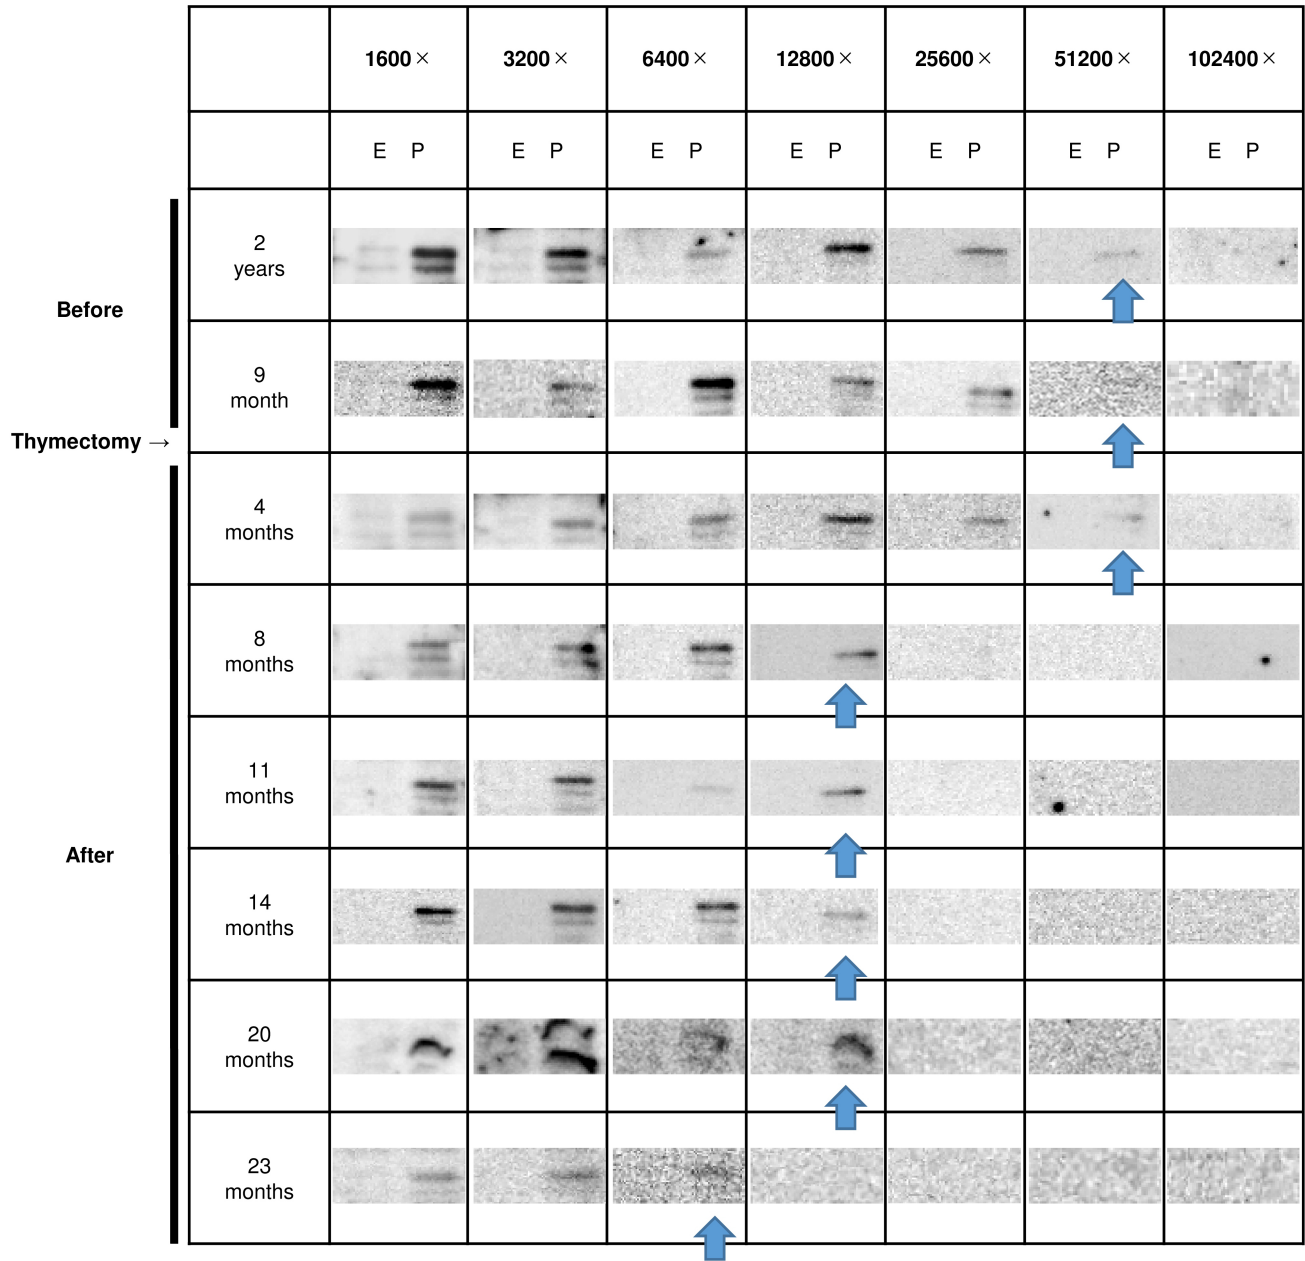 1600× 3200× 6400× 12800× 25600× 51200× 102400×
E P E P E P E P E P E P E P
2
years
Before
9
month
Thymectomy →
4
months
8
months
11
months
After
14
months
20
months
23
months